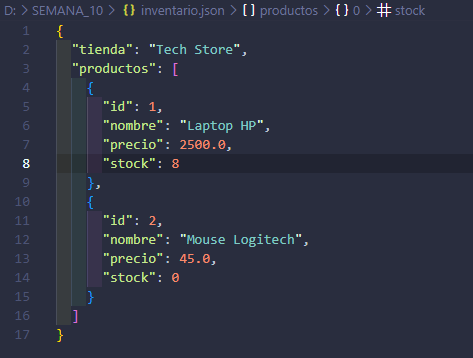 D: > SEMANA_10 > {} inventario.json > [ ] productos > {} 0 > # stock
1 {
2 "tienda": "Tech Store",
3 "productos": [
4 {
5 "id": 1,
6 "nombre": "Laptop HP",
7 "precio": 2500.0,
8 "stock": 8
9 },
10 {
11 "id": 2,
12 "nombre": "Mouse Logitech",
13 "precio": 45.0,
14 "stock": 0
15 }
16 ]
17 }